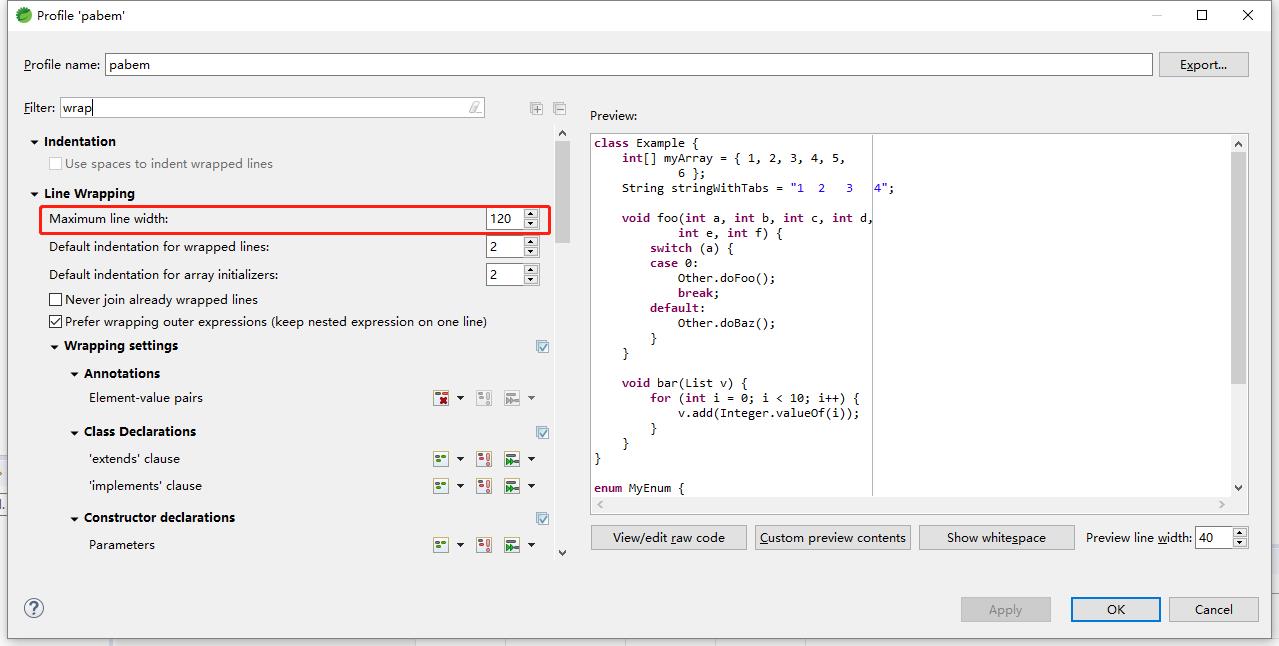 Profile 'pabem'
Profile name: pabem Export...
Filter: wrap
Indentation
Use spaces to indent wrapped lines
Line Wrapping
Maximum line width: 120
Default indentation for wrapped lines: 2
Default indentation for array initializers: 2
Never join already wrapped lines
Prefer wrapping outer expressions (keep nested expression on one line)
Wrapping settings
Annotations
Element-value pairs
Class Declarations
'extends' clause
'implements' clause
Constructor declarations
Parameters
Preview:
class Example {
    int[] myArray = { 1, 2, 3, 4, 5,
            6 };
    String stringWithTabs = "1  2   3   4";

    void foo(int a, int b, int c, int d,
            int e, int f) {
        switch (a) {
        case 0:
            Other.doFoo();
            break;
        default:
            Other.doBaz();
        }
    }

    void bar(List v) {
        for (int i = 0; i < 10; i++) {
            v.add(Integer.valueOf(i));
        }
    }
}

enum MyEnum {
View/edit raw code Custom preview contents Show whitespace Preview line width: 40
Apply OK Cancel